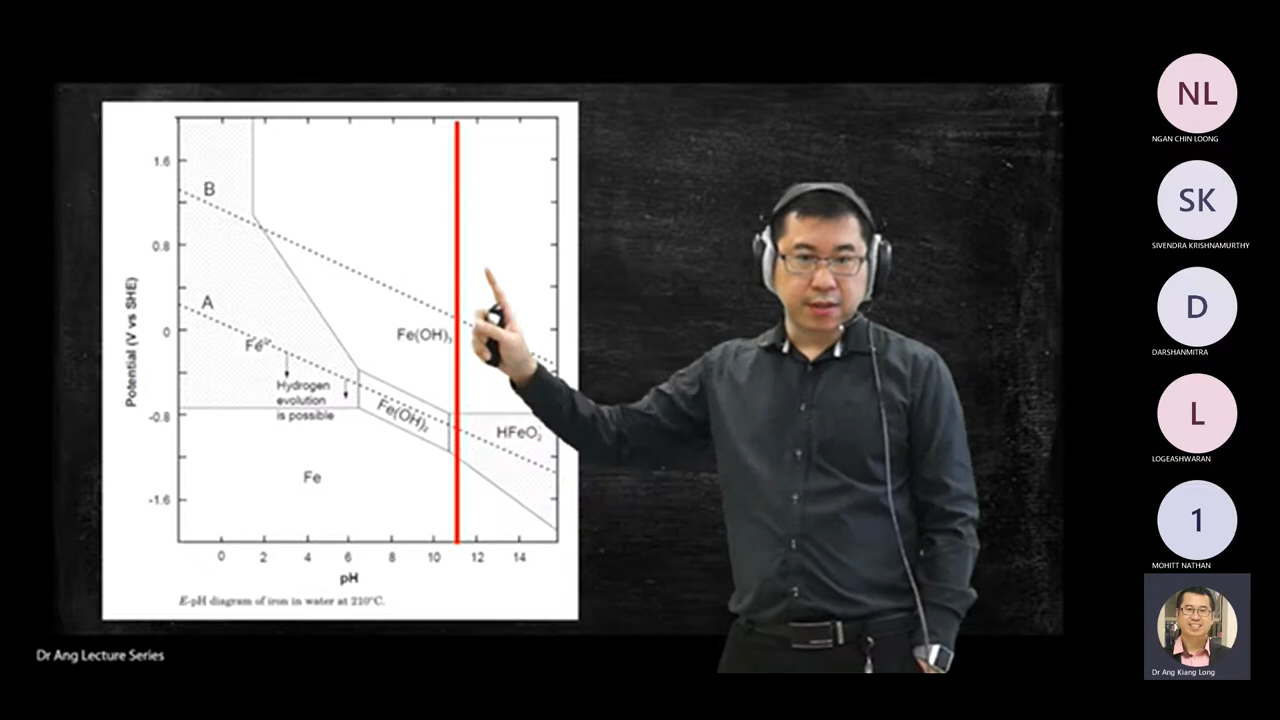 1.6
B
0.8
A
0
Fe(OH)₃
Fe²⁺
Hydrogen
evolution
is possible
-0.8
Fe(OH)₂
HFeO₂⁻
Fe
-1.6
Potential (V vs SHE)
0 2 4 6 8 10 12 14
pH
E-pH diagram of iron in water at 210°C.
Dr Ang Lecture Series
NL
NGAN CHIN LOONG
SK
SIVENDRA KRISHNAMURTHY
D
DARSHANMITRA
L
LOGEASHWARAN
1
MOHITT NATHAN
Dr Ang Kiang Long